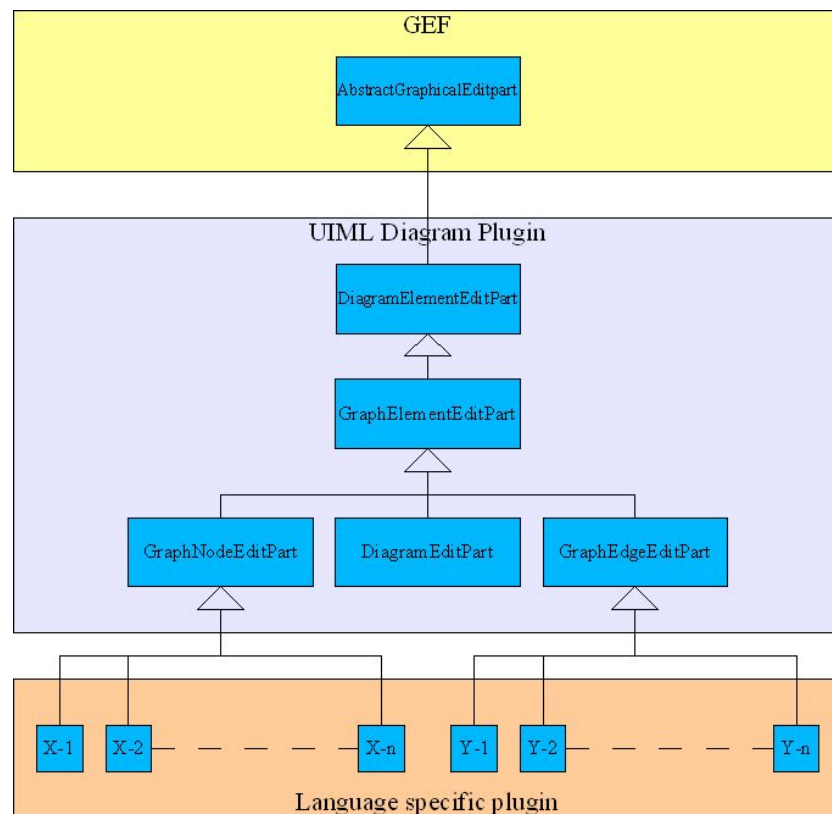 GEF
AbstractGraphicalEditpart
UIML Diagram Plugin
DiagramElementEditPart
GraphElementEditPart
GraphNodeEditPart
DiagramEditPart
GraphEdgeEditPart
X-1
X-2
X-n
Y-1
Y-2
Y-n
Language specific plugin